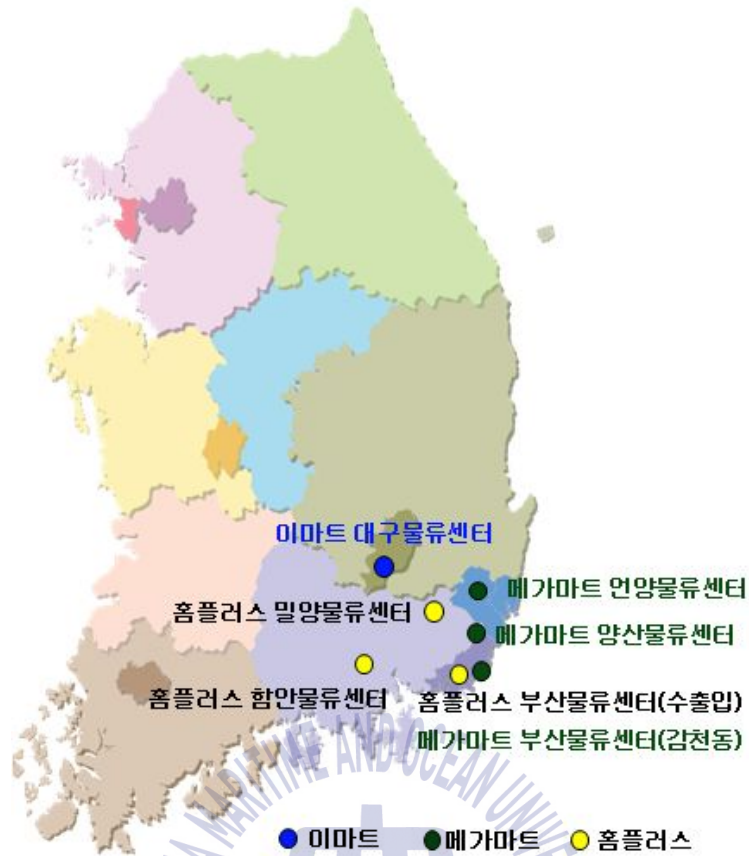 이마트 대구물류센터
메가마트 언양물류센터
홈플러스 밀양물류센터
메가마트 양산물류센터
홈플러스 함안물류센터
홈플러스 부산물류센터(수출입)
메가마트 부산물류센터(감천동)
A MARITIME AND OCEAN UNIV
이마트 메가마트 홈플러스